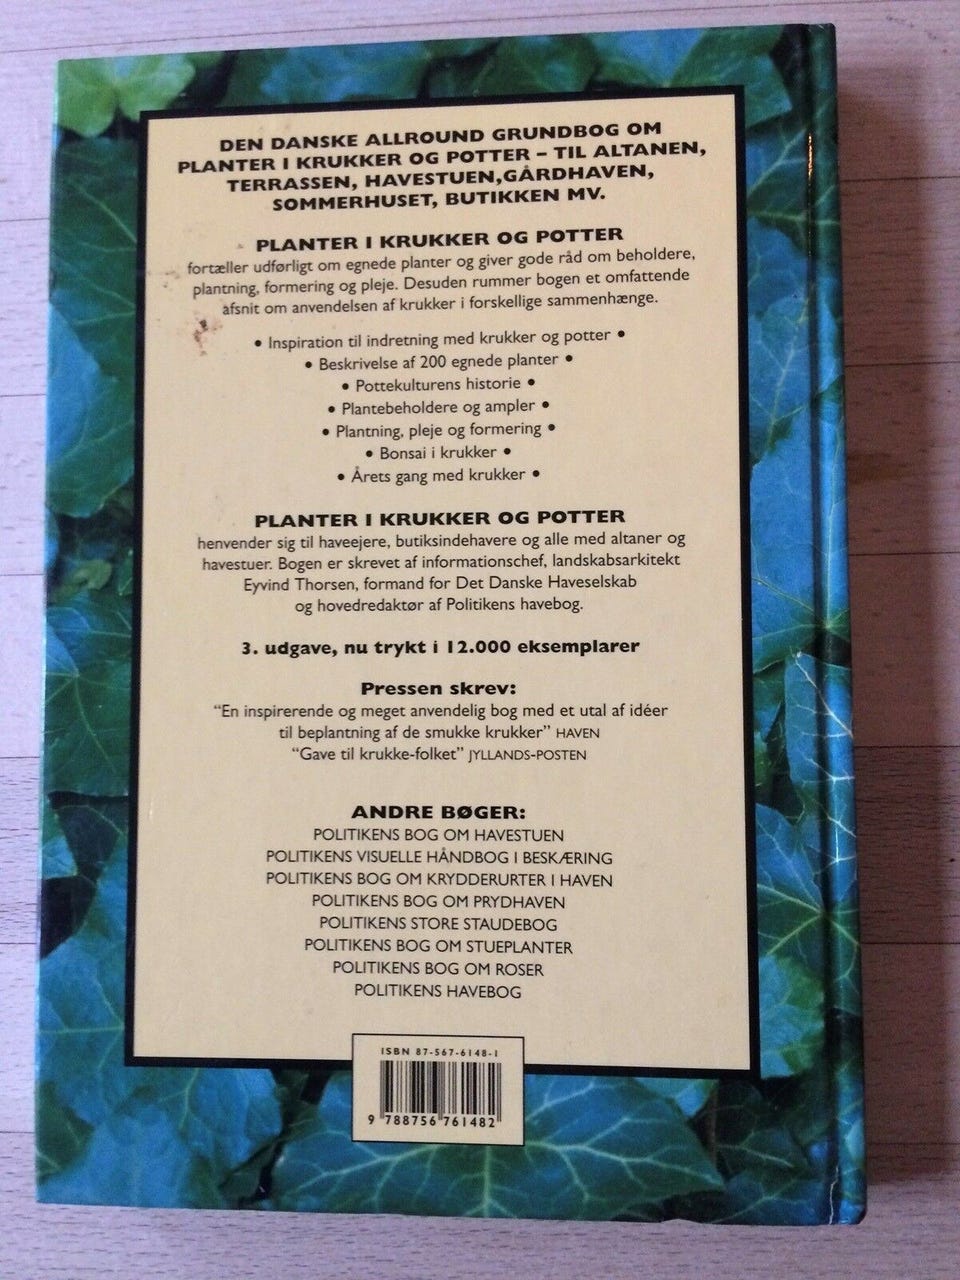 DEN DANSKE ALLROUND GRUNDBOG OM
PLANTER I KRUKKER OG POTTER – TIL ALTANEN,
TERRASSEN, HAVESTUEN,GÅRDHAVEN,
SOMMERHUSET, BUTIKKEN MV.
PLANTER I KRUKKER OG POTTER
fortæller udførligt om egnede planter og giver gode råd om beholdere,
plantning, formering og pleje. Desuden rummer bogen et omfattende
afsnit om anvendelsen af krukker i forskellige sammenhænge.
• Inspiration til indretning med krukker og potter •
• Beskrivelse af 200 egnede planter •
• Pottekulturens historie •
• Plantebeholdere og ampler •
• Plantning, pleje og formering •
• Bonsai i krukker •
• Årets gang med krukker •
PLANTER I KRUKKER OG POTTER
henvender sig til haveejere, butiksindehavere og alle med altaner og
havestuer. Bogen er skrevet af informationschef, landskabsarkitekt
Eyvind Thorsen, formand for Det Danske Haveselskab
og hovedredaktør af Politikens havebog.
3. udgave, nu trykt i 12.000 eksemplarer
Pressen skrev:
“En inspirerende og meget anvendelig bog med et utal af idéer
til beplantning af de smukke krukker” HAVEN
“Gave til krukke-folket” JYLLANDS-POSTEN
ANDRE BØGER:
POLITIKENS BOG OM HAVESTUEN
POLITIKENS VISUELLE HÅNDBOG I BESKÆRING
POLITIKENS BOG OM KRYDDERURTER I HAVEN
POLITIKENS BOG OM PRYDHAVEN
POLITIKENS STORE STAUDEBOG
POLITIKENS BOG OM STUEPLANTER
POLITIKENS BOG OM ROSER
POLITIKENS HAVEBOG
ISBN 87-567-6148-1
9 788756 761482